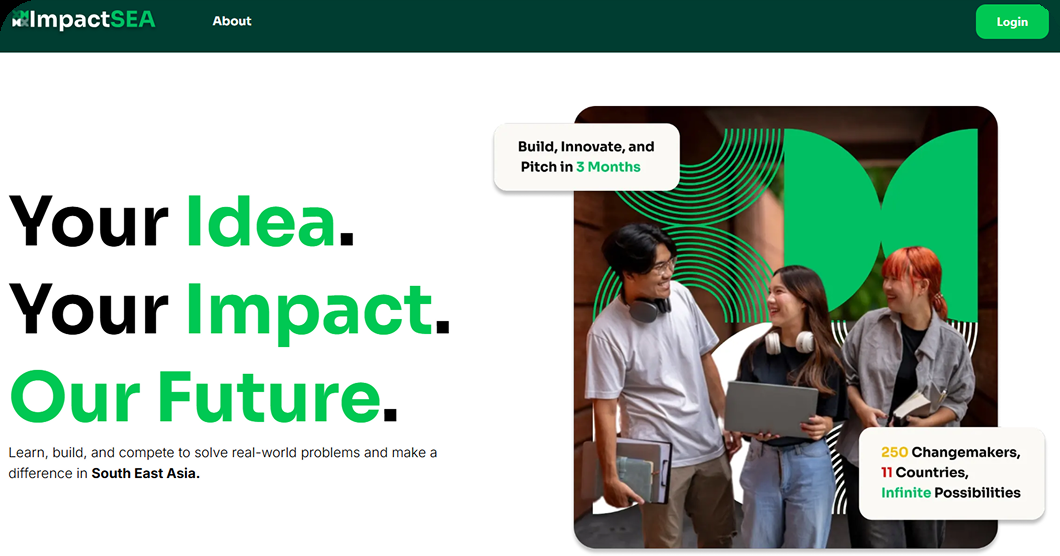 ImpactSEA
About
Login
Build, Innovate, and
Pitch in 3 Months
Your Idea.
Your Impact.
Our Future.
Learn, build, and compete to solve real-world problems and make a
difference in South East Asia.
250 Changemakers,
11 Countries,
Infinite Possibilities